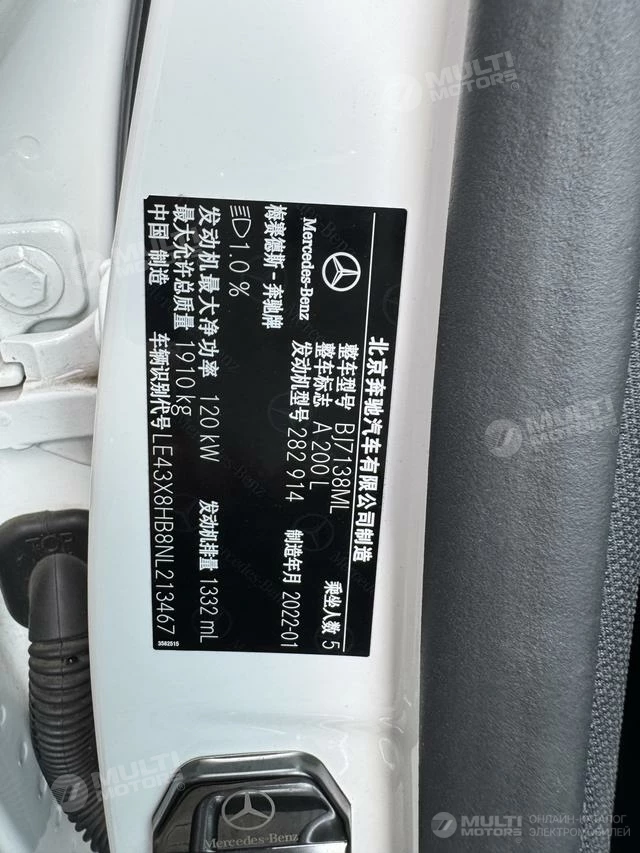 北京奔驰汽车有限公司制造
Mercedes-Benz
梅赛德斯-奔驰牌
整车型号 BJ7138ML 乘坐人数 5
整车标志 A 200 L
发动机型号 282 914 制造年月 2022-01
1.0 %
发动机最大净功率 120 kW 发动机排量 1332 mL
最大允许总质量 1910 kg
中国 制造 车辆识别代号 LE43X8HB8NL213467
3582515
TOP
Mercedes-Benz
MULTI MOTORS
MULTI MOTORS
MULTI MOTORS
MULTI MOTORS
ОНЛАЙН-КАТАЛОГ
ЭЛЕКТРОМОБИЛЕЙ